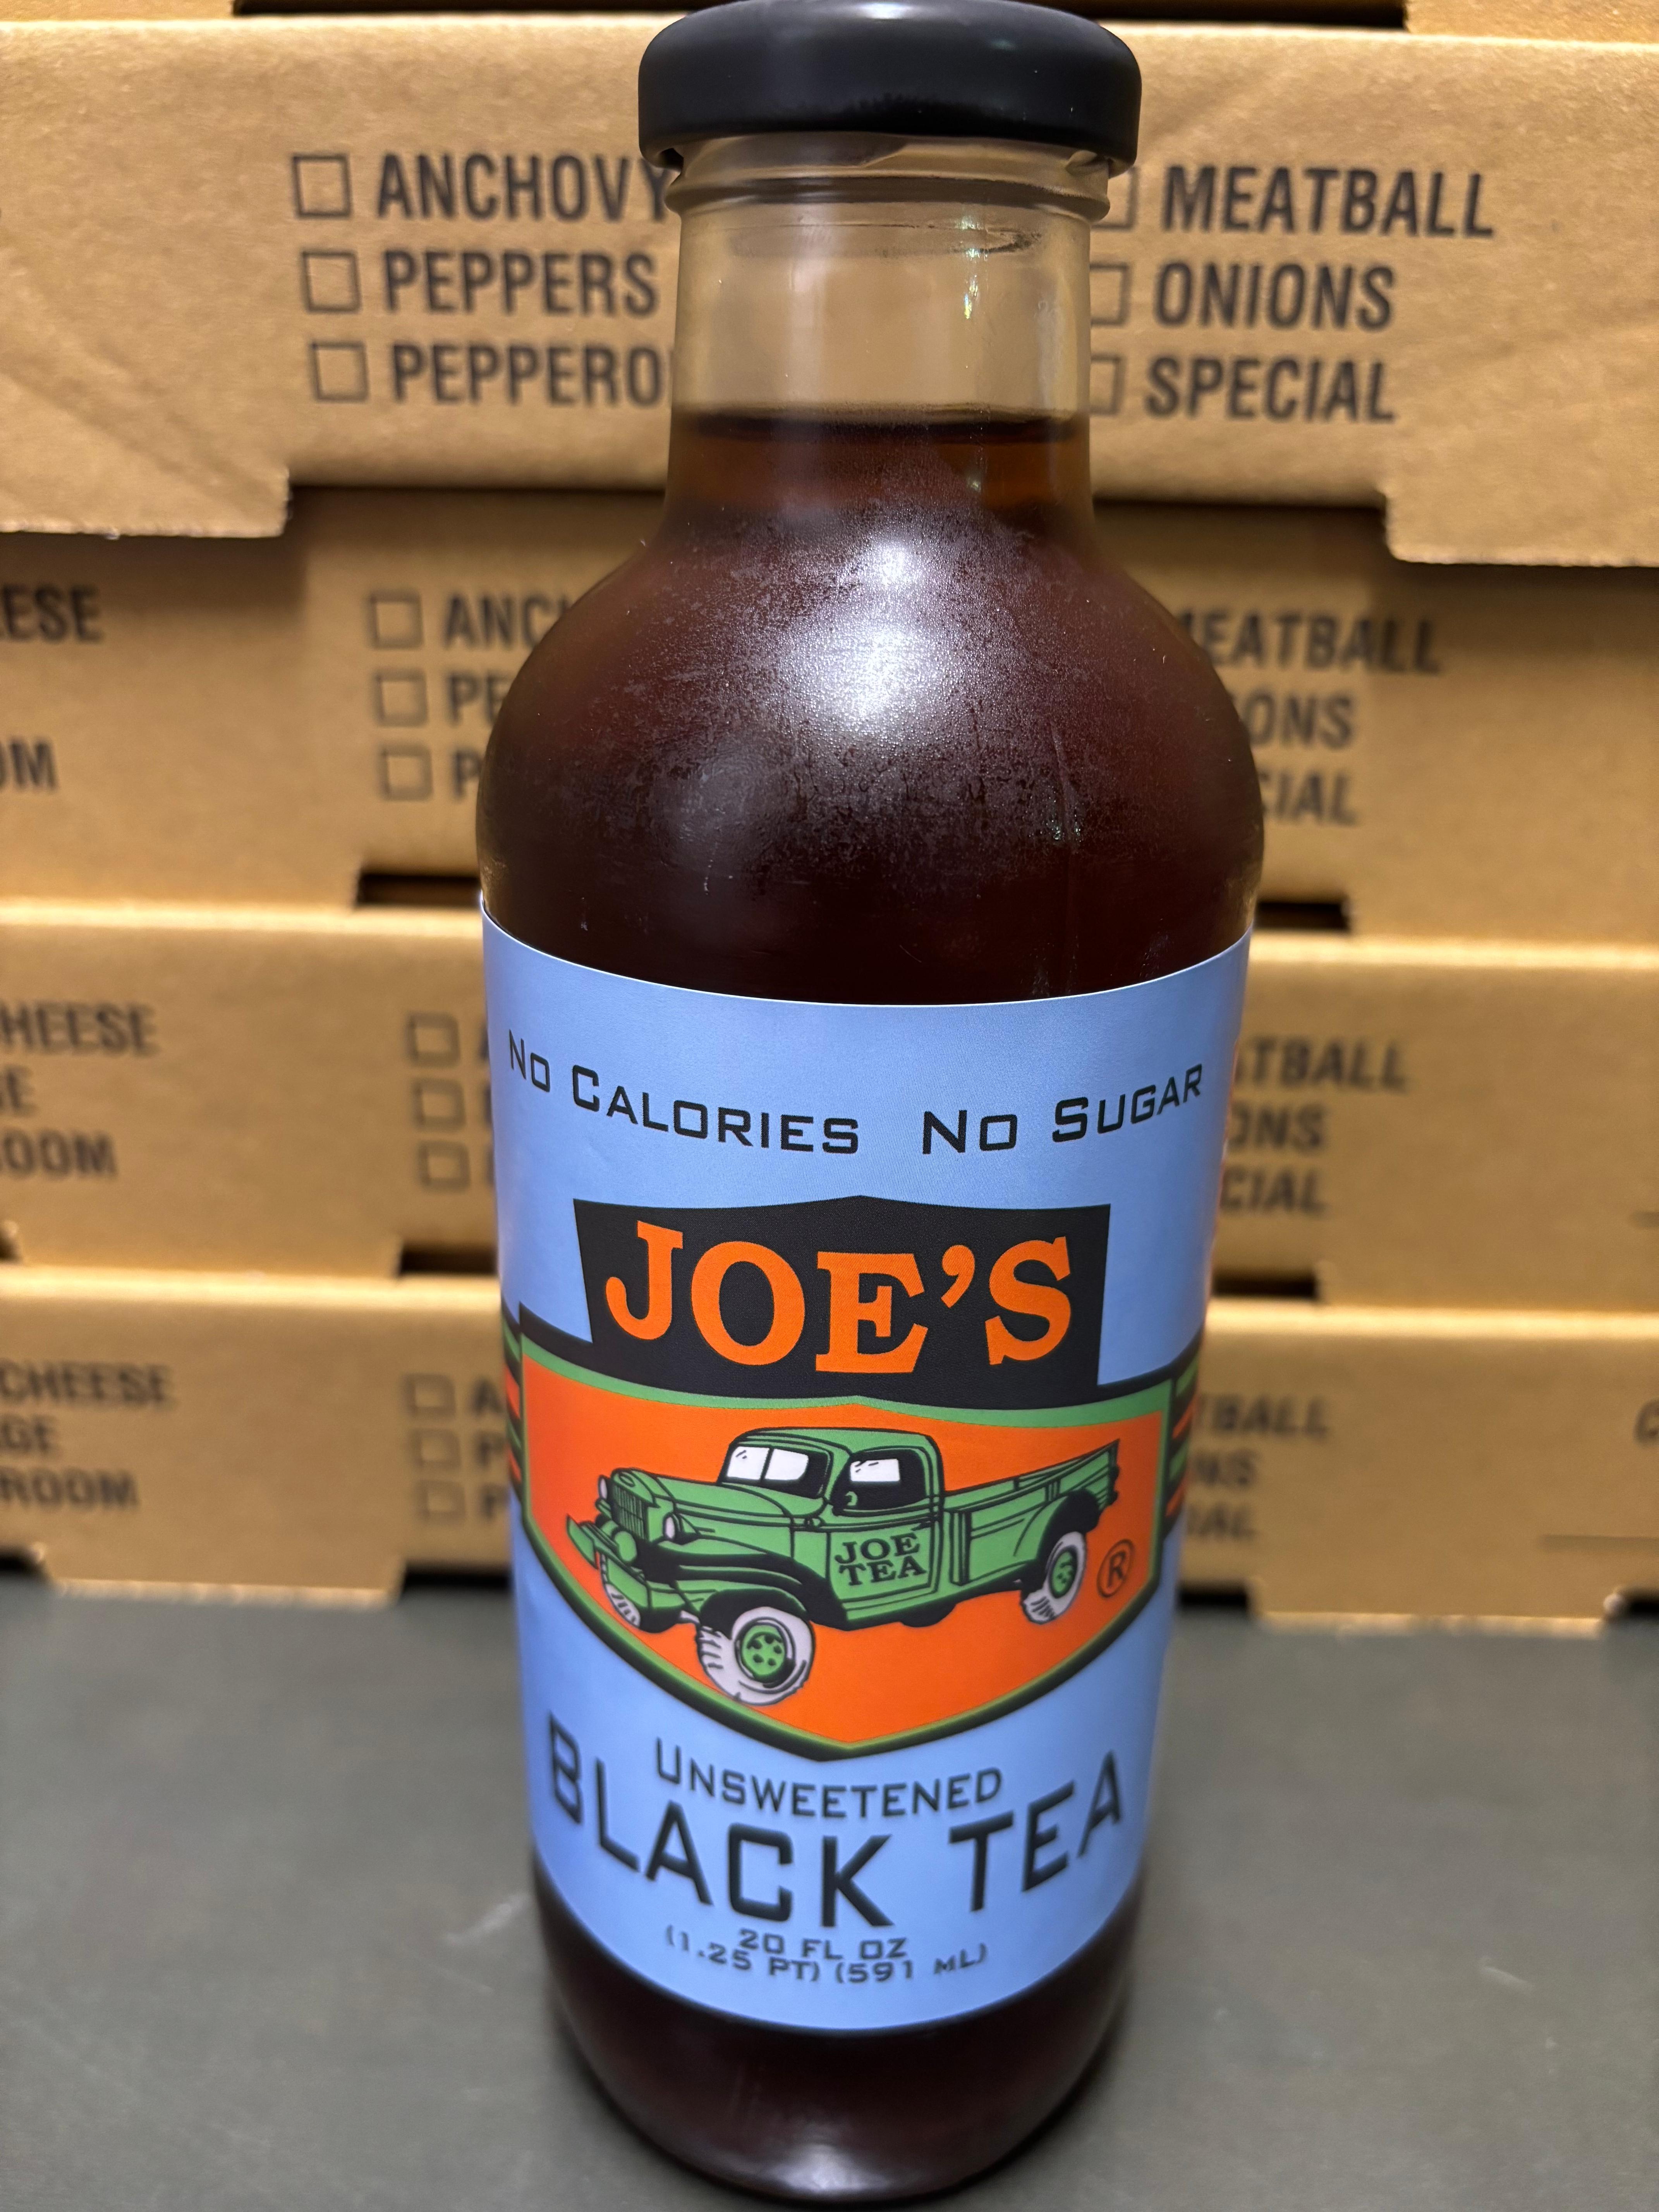 ANCHOVY
PEPPERS
MEATBALL
ONIONS
SPECIAL
MEATBALL
CHEESE
No Calories No Sugar
JOE'S
JOE
TEA
®
Unsweetened
BLACK TEA
20 FL OZ
(1.25 PT) (591 mL)